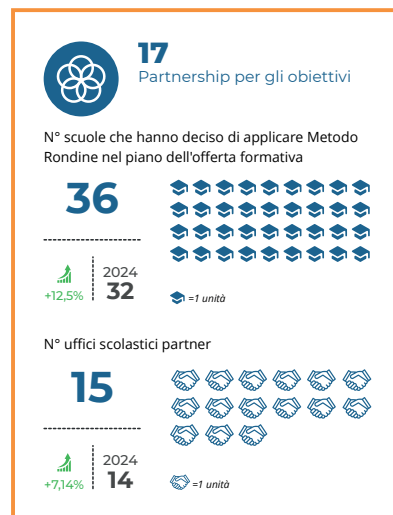 17
Partnership per gli obiettivi
N° scuole che hanno deciso di applicare Metodo
Rondine nel piano dell'offerta formativa
36
+12,5%
2024
32
=1 unità
N° uffici scolastici partner
15
+7,14%
2024
14
=1 unità